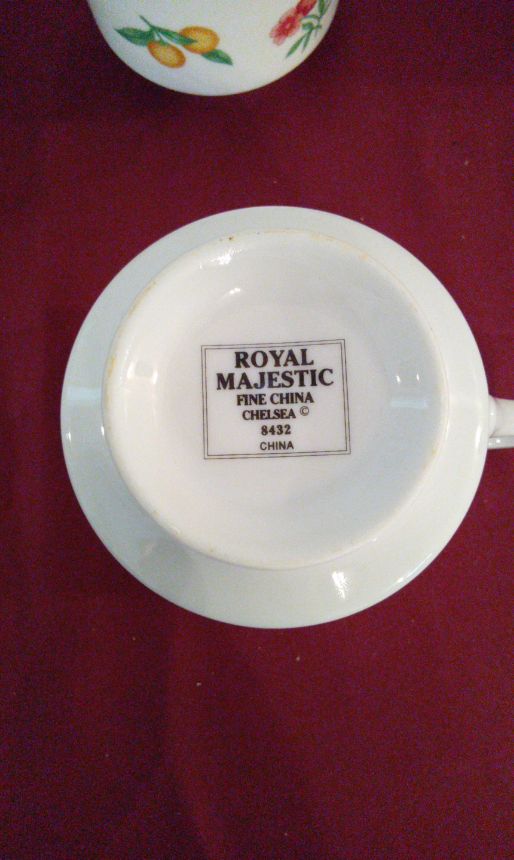 ROYAL
MAJESTIC
FINE CHINA
CHELSEA ©
8432
CHINA